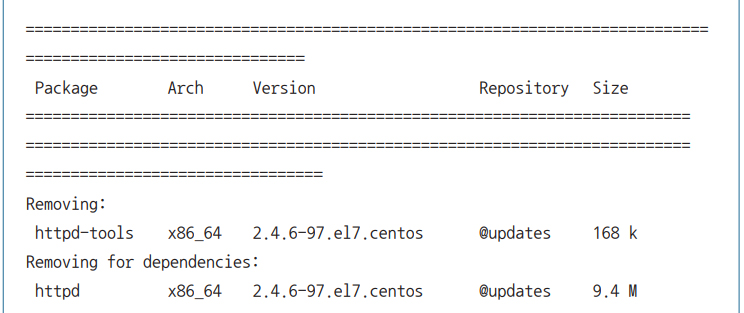 ============================================================================
===============================
Package Arch Version Repository Size
==========================================================================
==========================================================================
=================================
Removing:
httpd-tools x86_64 2.4.6-97.el7.centos @updates 168 k
Removing for dependencies:
httpd x86_64 2.4.6-97.el7.centos @updates 9.4 M